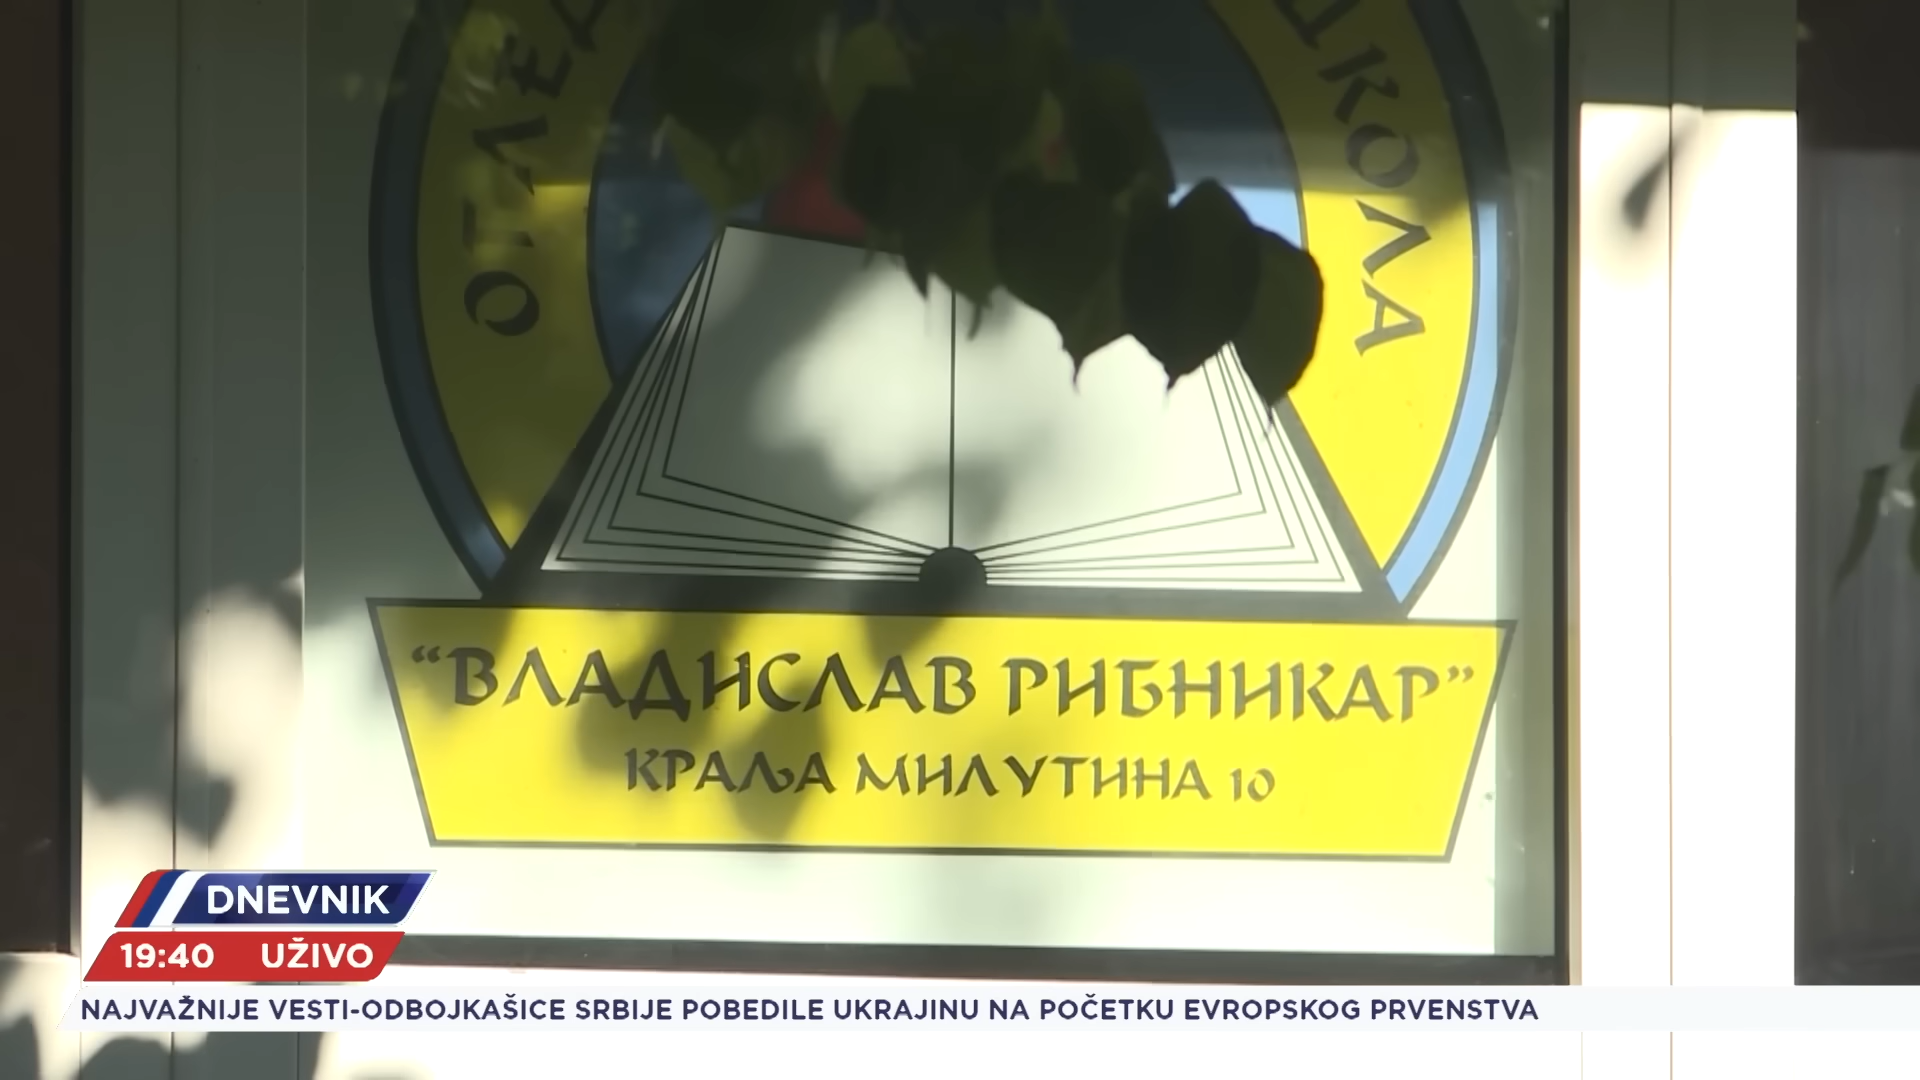 “ВЛАДИСЛАВ РИБНИКАР”
КРАЉА МИЛУТИНА 10
DNEVNIK
19:40 UŽIVO
NAJVAŽNIJE VESTI-ODBOJKAŠICE SRBIJE POBEDILE UKRAJINU NA POČETKU EVROPSKOG PRVENSTVA